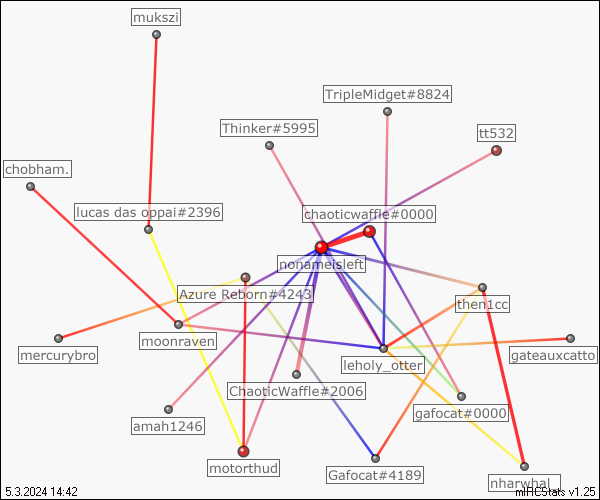 mukszi
TripleMidget#8824
Thinker#5995
tt532
chobham.
lucas das oppai#2396
chaoticwaffle#0000
nonameisleft
Azure Reborn#4243
then1cc
moonraven
mercurybro
leholy_otter
gateauxcatto
ChaoticWaffle#2006
gafocat#0000
amah1246
motorthud
Gafocat#4189
nharwhal_
5.3.2024 14:42
mIRCStats v1.25